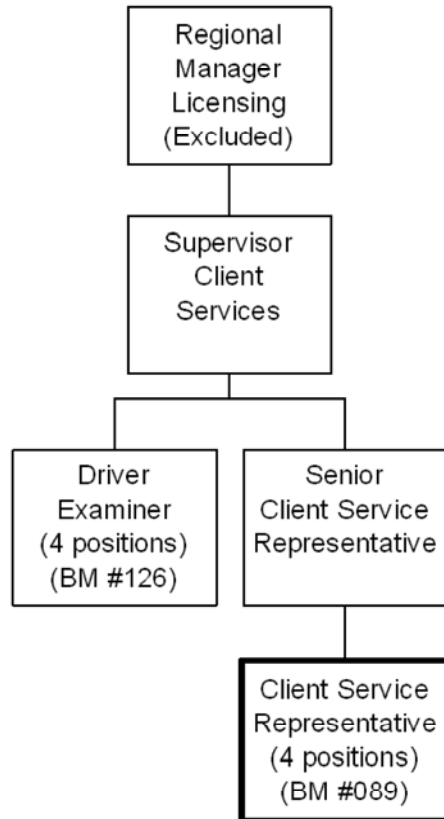 Regional
Manager
Licensing
(Excluded)
Supervisor
Client
Services
Driver
Examiner
(4 positions)
(BM #126)
Senior
Client Service
Representative
Client Service
Representative
(4 positions)
(BM #089)